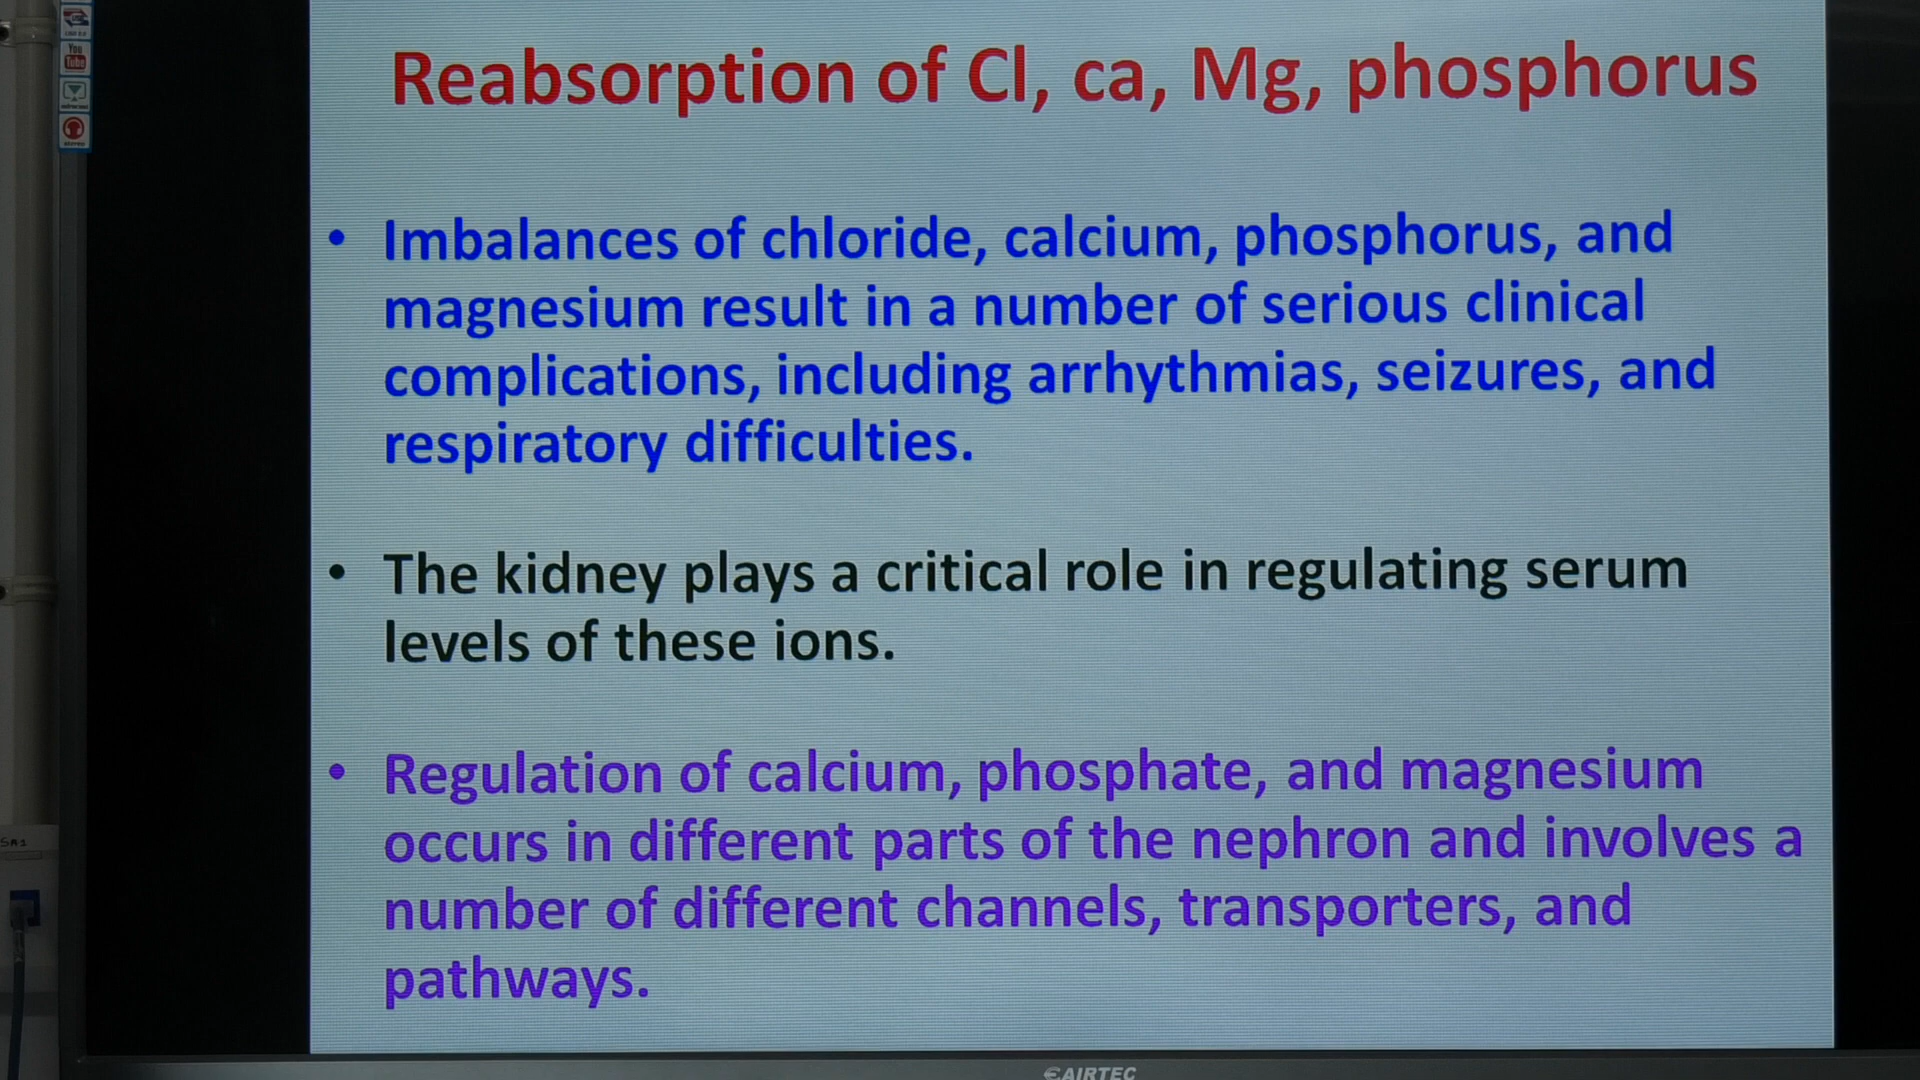 You
Tube
Reabsorption of Cl, ca, Mg, phosphorus
• Imbalances of chloride, calcium, phosphorus, and
magnesium result in a number of serious clinical
complications, including arrhythmias, seizures, and
respiratory difficulties.
• The kidney plays a critical role in regulating serum
levels of these ions.
• Regulation of calcium, phosphate, and magnesium
occurs in different parts of the nephron and involves a
number of different channels, transporters, and
pathways.
AIRTEC